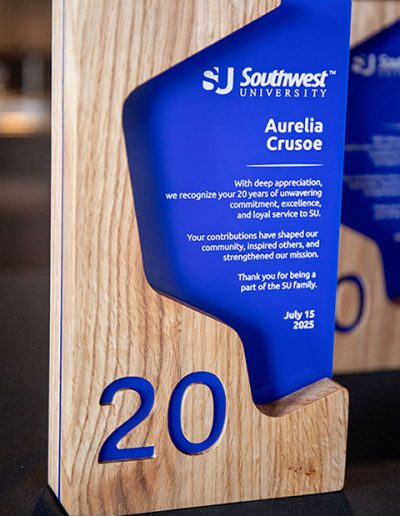 SU Southwest™
UNIVERSITY
Aurelia
Crusoe
With deep appreciation,
we recognize your 20 years of unwavering
commitment, excellence,
and loyal service to SU.
Your contributions have shaped our
community, inspired others, and
strengthened our mission.
Thank you for being a
part of the SU family.
July 15
2025
20